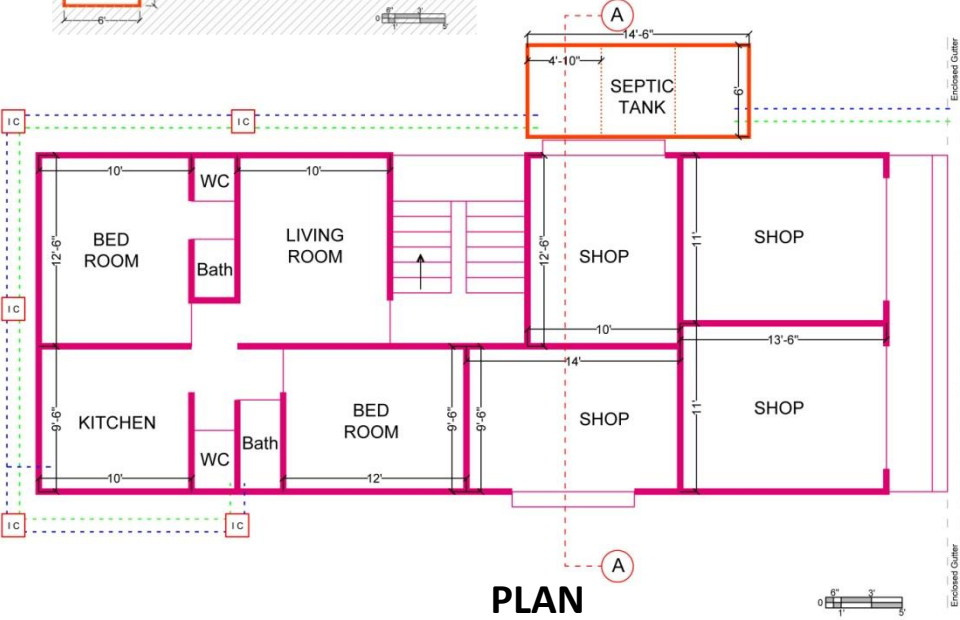 6'
0
6"
3'
1'
5'
A
14'-6"
4'-10"
SEPTIC
TANK
6'
Enclosed Gutter
I C
I C
10'
WC
10'
BED
ROOM
12'-6"
LIVING
ROOM
Bath
12'-6"
SHOP
11'
SHOP
I C
10'
13'-6"
14'
9'-6"
KITCHEN
BED
ROOM
9'-6"
9'-6"
SHOP
11'
SHOP
Bath
WC
10'
12'
I C
I C
A
Enclosed Gutter
PLAN
0
6"
3'
1'
5'